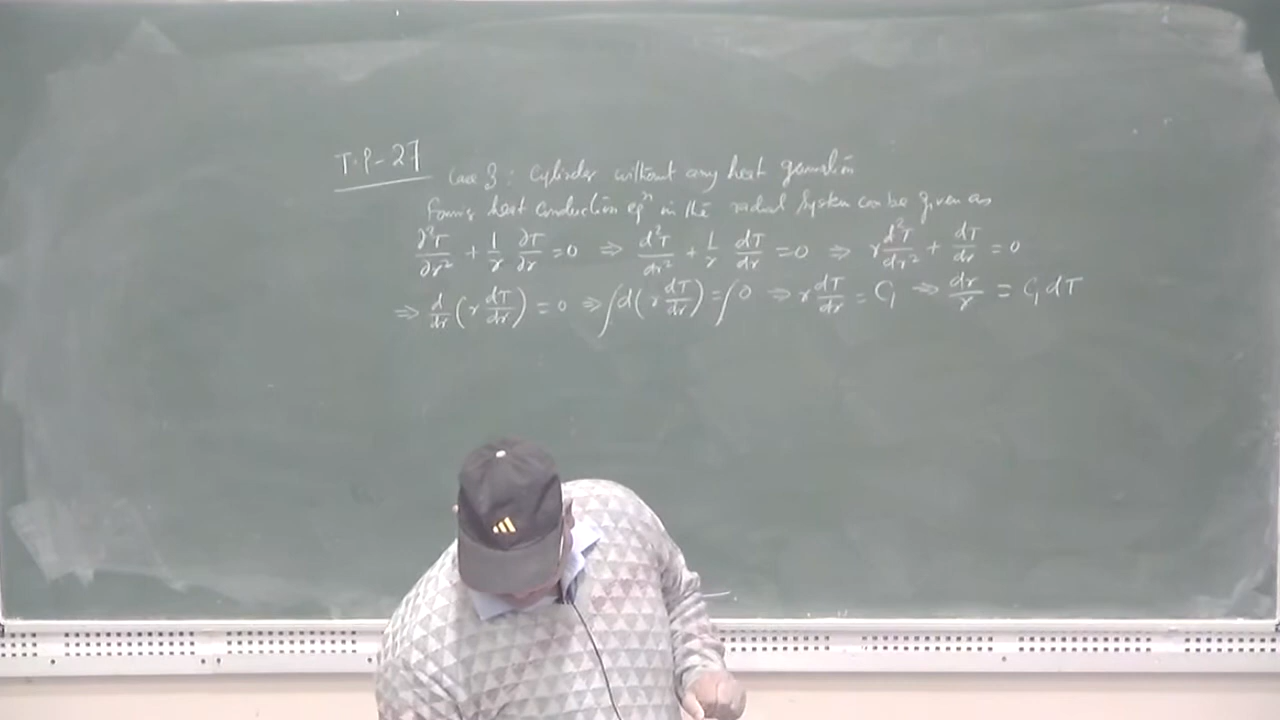 T.P-27
Case 3: Cylinder without any heat generation
heat conduction eqⁿ in the radial system can be given as
∂²T/∂r² + 1/r ∂T/∂r = 0 ⇒ d²T/dr² + 1/r dT/dr = 0 ⇒ r d²T/dr² + dT/dr = 0
⇒ d/dr (r dT/dr) = 0 ⇒ ∫ d(r dT/dr) = ∫ 0 ⇒ r dT/dr = C₁ ⇒ dr/r = C₁ dT